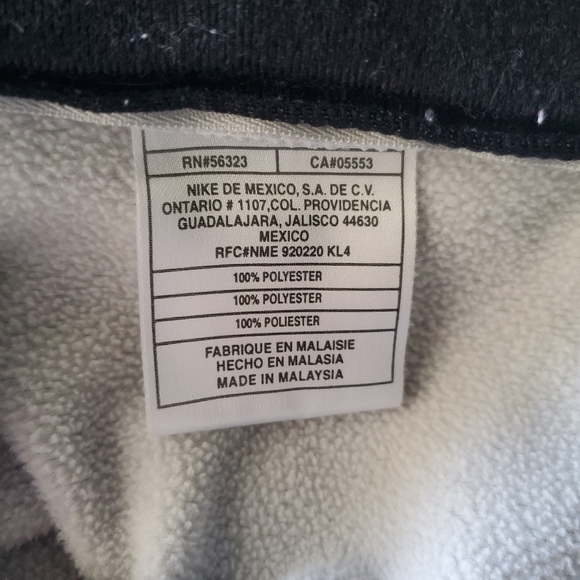 RN#56323 CA#05553
NIKE DE MEXICO, S.A. DE C.V.
ONTARIO # 1107,COL. PROVIDENCIA
GUADALAJARA, JALISCO 44630
MEXICO
RFC#NME 920220 KL4
100% POLYESTER
100% POLYESTER
100% POLIESTER
FABRIQUE EN MALAISIE
HECHO EN MALASIA
MADE IN MALAYSIA